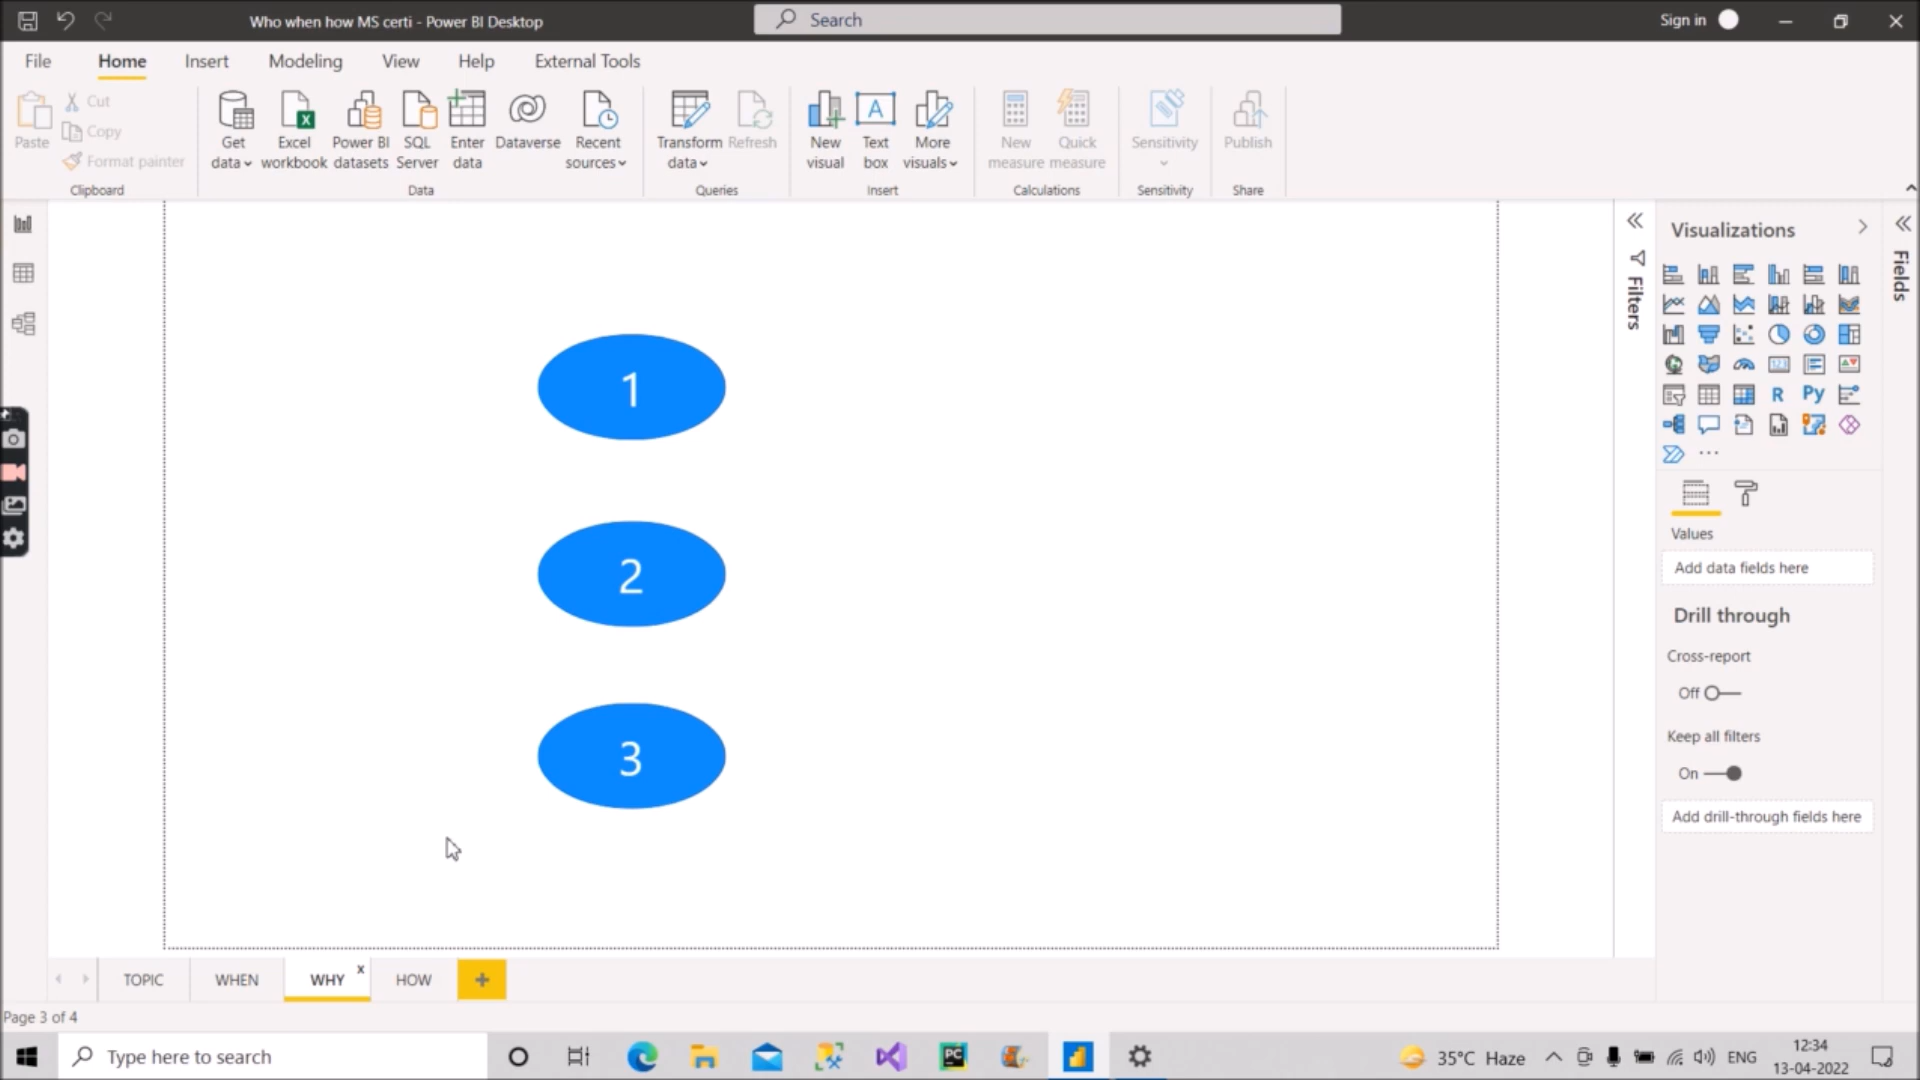 Who when how MS certi - Power BI Desktop
Search
Sign in
File Home Insert Modeling View Help External Tools
Paste
Cut
Copy
Format painter
Clipboard
Get data
Excel workbook
Power BI datasets
SQL Server
Enter data
Dataverse
Recent sources
Data
Transform data
Refresh
Queries
New visual
A
Text box
More visuals
Insert
New measure
Quick measure
Calculations
Sensitivity
Sensitivity
Publish
Share
1
2
3
Filters
Visualizations
123
R
Py
Values
Add data fields here
Drill through
Cross-report
Off
Keep all filters
On
Add drill-through fields here
Fields
TOPIC WHEN WHY x HOW +
Page 3 of 4
Type here to search
PC
35°C Haze
ENG
12:34
13-04-2022